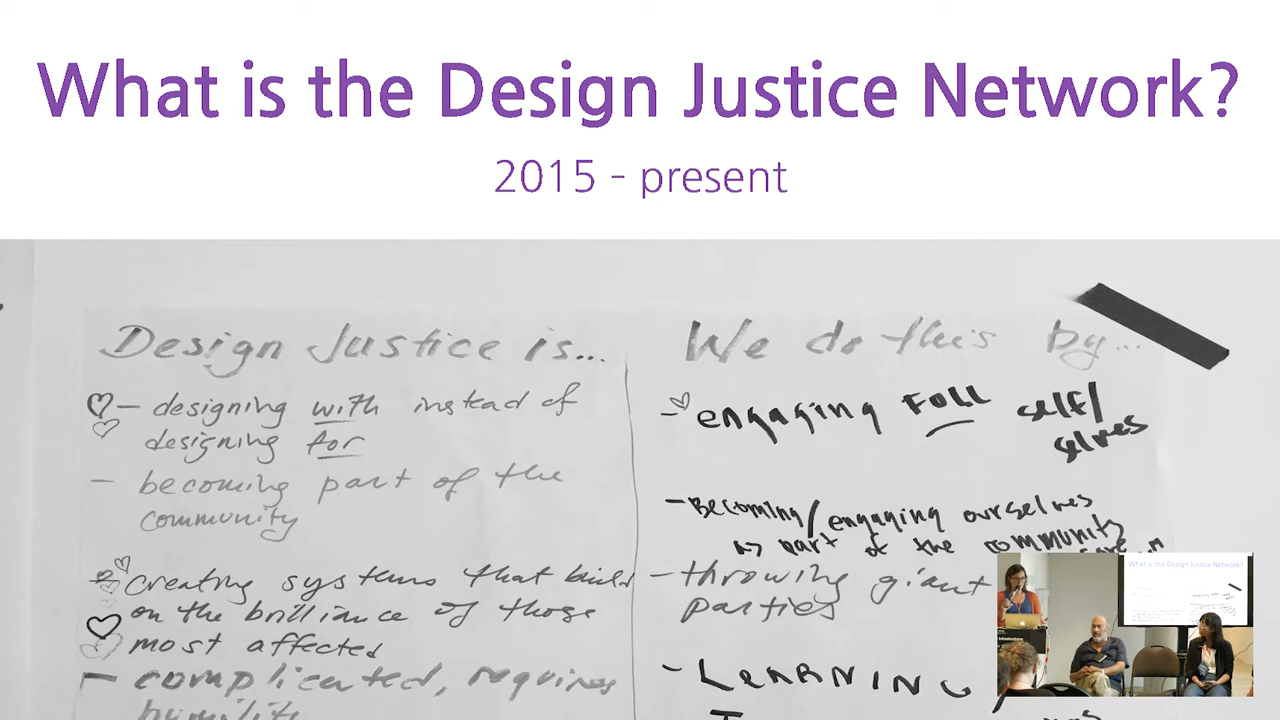 What is the Design Justice Network?
2015 - present
Design Justice is...
— designing with instead of
designing for
— becoming part of the
community
creating systems that build
on the brilliance of those
most affected
— complicated, requires
humility
We do this by...
— engaging FULL self/
selves
— Becoming/engaging ourselves
as part of the community
— throwing giant
parties
- LEARNING
What is the Design Justice Network?